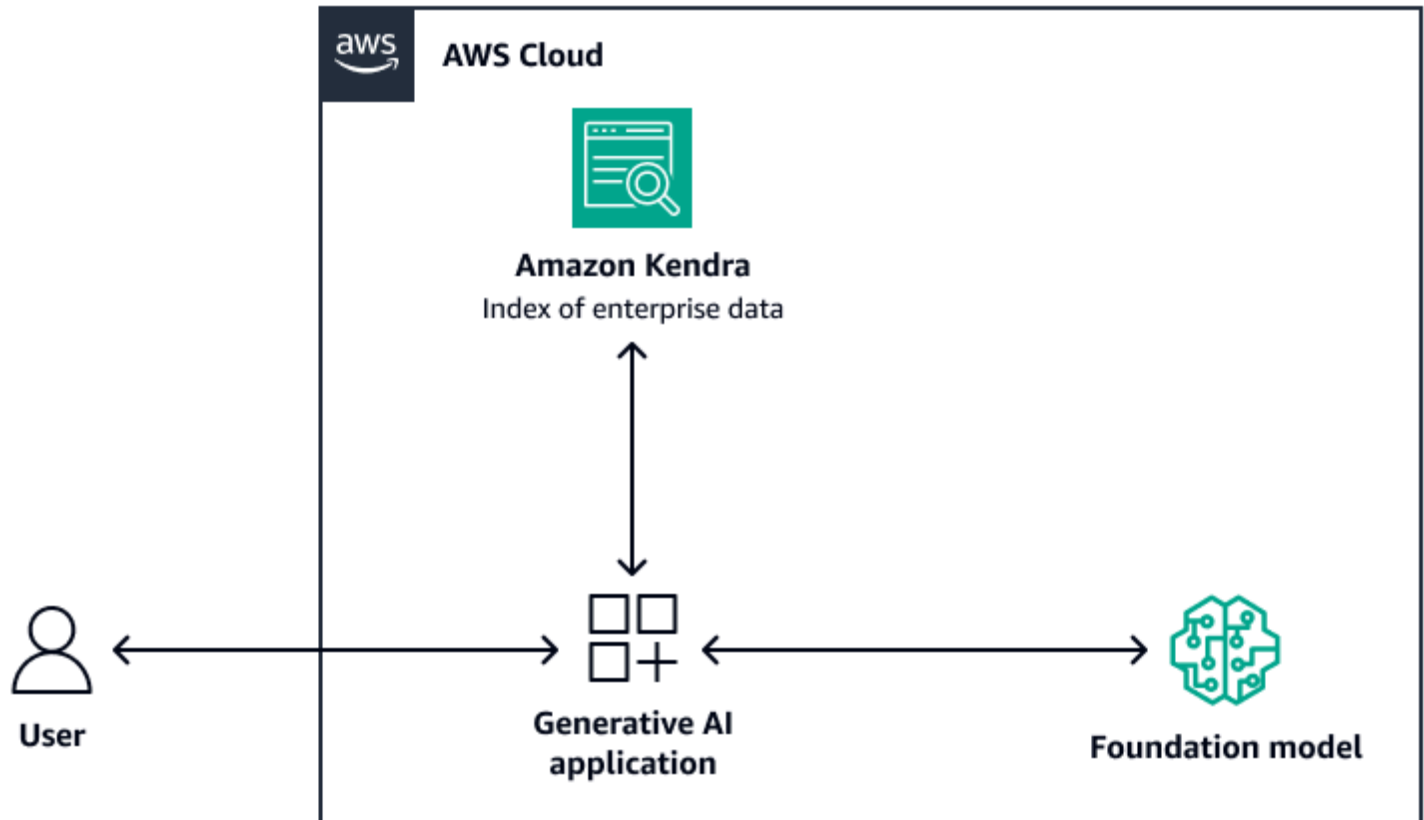 aws
AWS Cloud
Amazon Kendra
Index of enterprise data
User
Generative AI
application
Foundation model